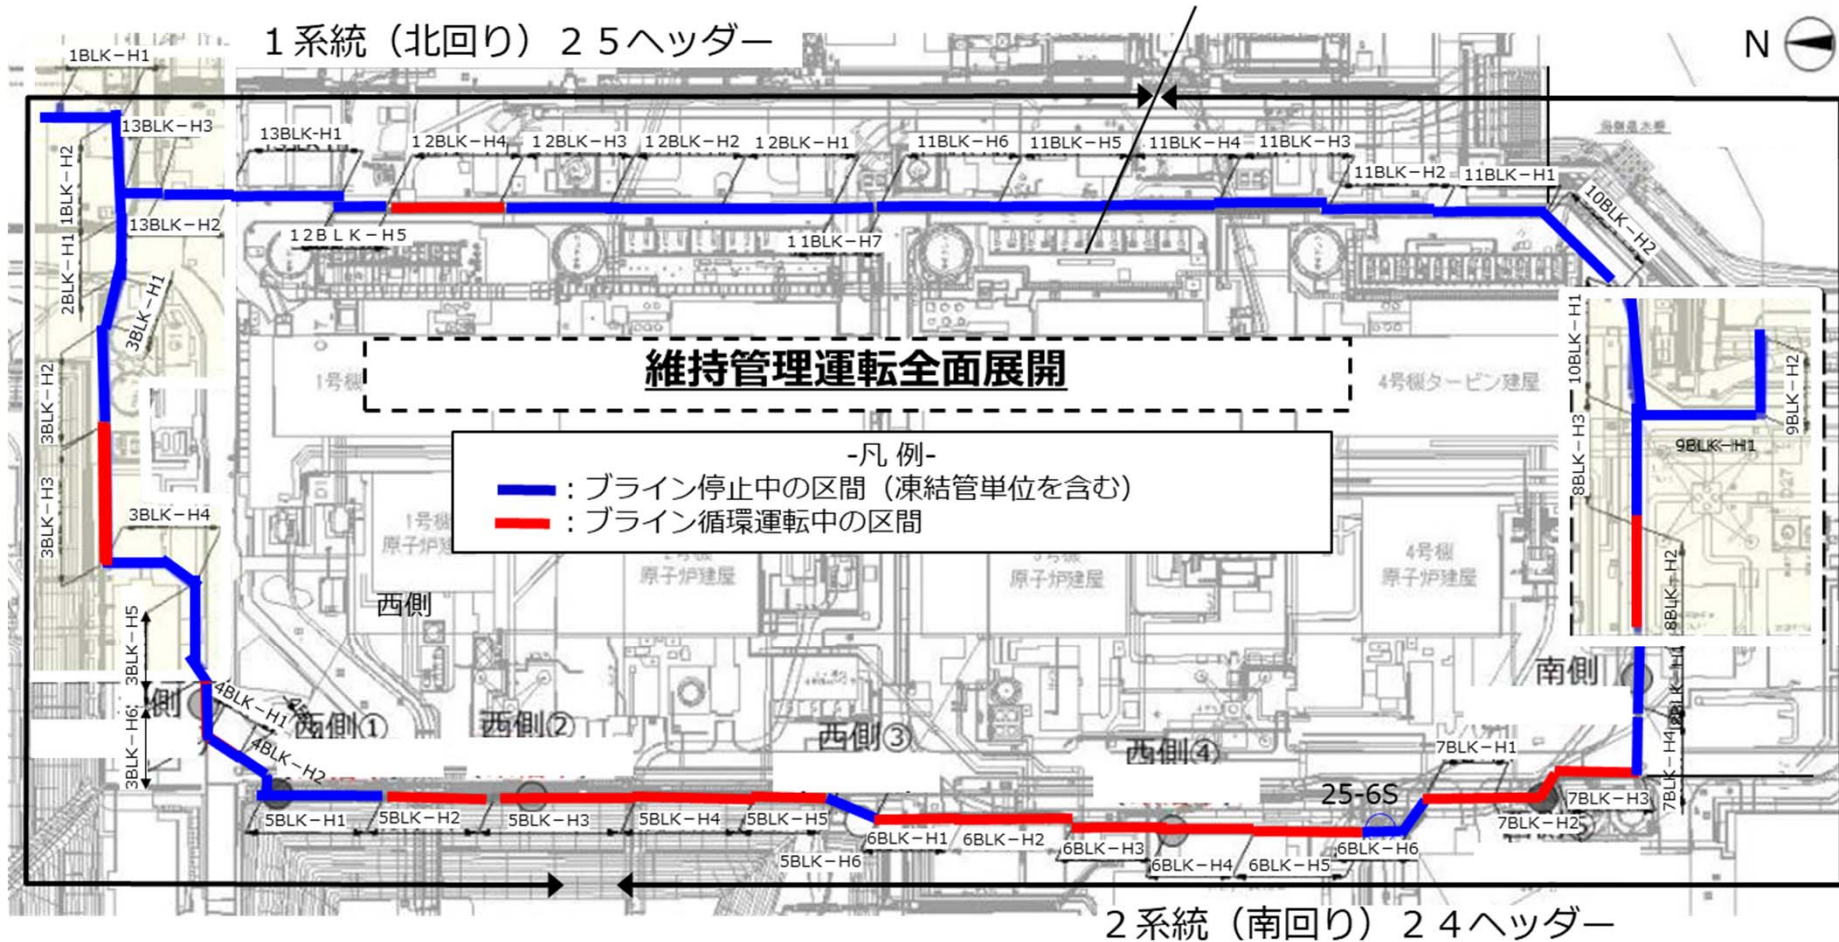 １系統（北回り）２５ヘッダー
N
1BLK－H1
13BLK－H3
13BLK-H1
１2BLK－H4
１2BLK－H3
１2BLK－H2
１2BLK－H1
11BLK－H6
11BLK－H5
11BLK－H4
11BLK－H3
11BLK－H2
11BLK－H1
10BLK－H2
1BLK－H2
13BLK－H2
１2ＢＬＫ－H5
１1BLK－H7
2BLK－H1
3BLK－H1
3BLK－H2
10BLK－H1
9BLK－H2
維持管理運転全面展開
1号機
4号機タービン建屋
-凡 例-
：ブライン停止中の区間（凍結管単位を含む）
：ブライン循環運転中の区間
9BLK－H1
8BLK－H3
D27
3BLK－H3
3BLK－H4
1号機
原子炉建屋
原子炉建屋
原子炉建屋
4号機
原子炉建屋
8BLK－H2
西側
3BLK－H5
南側
側
4BLK－H1
西側①
西側②
西側③
西側④
3BLK－H6
4BLK－H2
7BLK－H1
7BLK－H4
25-6S
5BLK－H1
5BLK－H2
5BLK－H3
5BLK－H4
5BLK－H5
5BLK－H6
6BLK－H1
6BLK－H2
6BLK－H3
6BLK－H4
6BLK－H5
6BLK－H6
7BLK－H2
7BLK－H3
２系統（南回り）２４ヘッダー